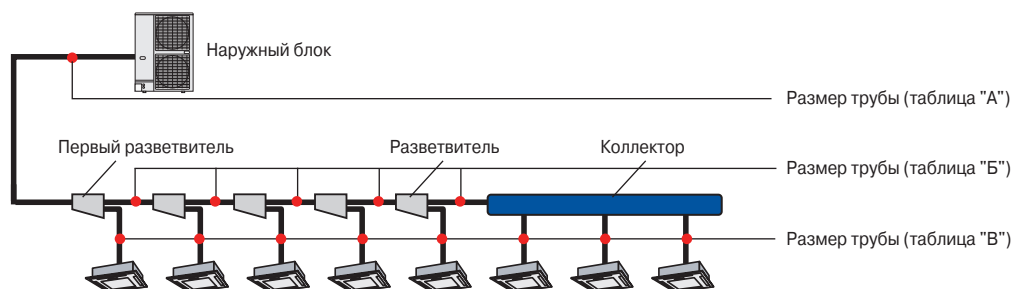 Наружный блок
Размер трубы (таблица "А")
Первый разветвитель
Разветвитель
Коллектор
Размер трубы (таблица "Б")
Размер трубы (таблица "В")